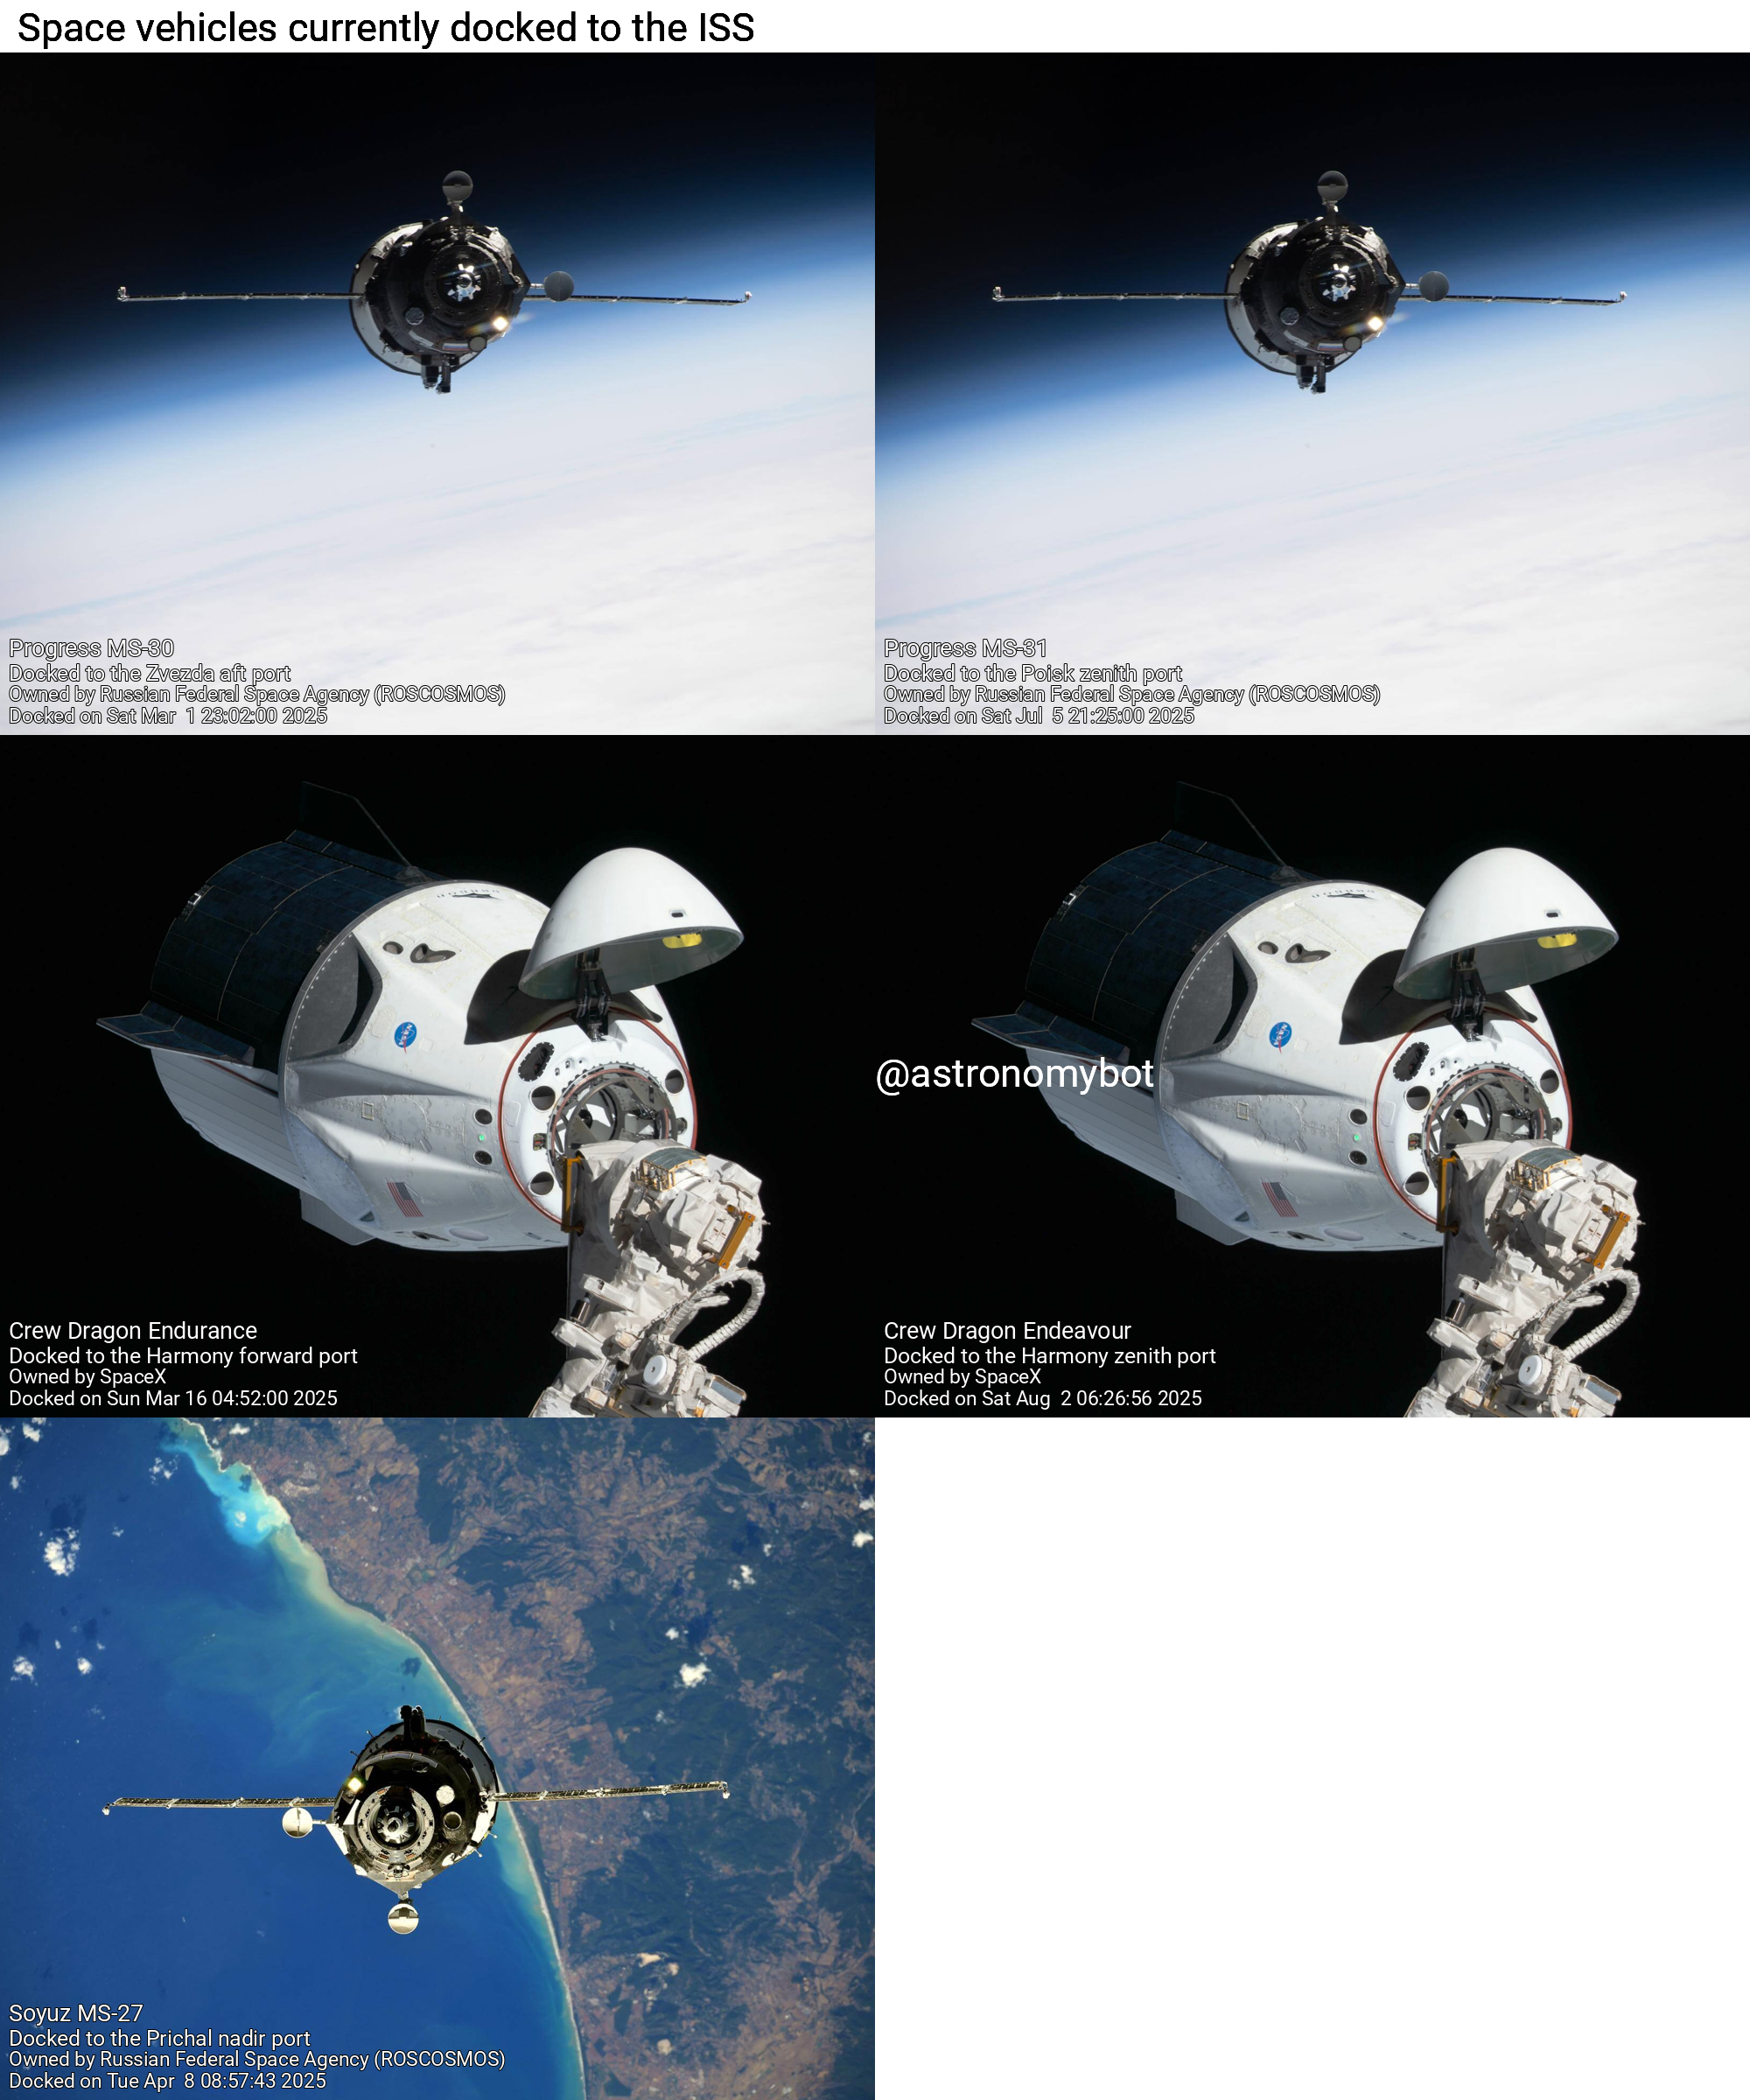 Space vehicles currently docked to the ISS
Progress MS-30
Docked to the Zvezda aft port
Owned by Russian Federal Space Agency (ROSCOSMOS)
Docked on Sat Mar  1 23:02:00 2025
Progress MS-31
Docked to the Poisk zenith port
Owned by Russian Federal Space Agency (ROSCOSMOS)
Docked on Sat Jul  5 21:25:00 2025
Crew Dragon Endurance
Docked to the Harmony forward port
Owned by SpaceX
Docked on Sun Mar 16 04:52:00 2025
@astronomybot
Crew Dragon Endeavour
Docked to the Harmony zenith port
Owned by SpaceX
Docked on Sat Aug  2 06:26:56 2025
Soyuz MS-27
Docked to the Prichal nadir port
Owned by Russian Federal Space Agency (ROSCOSMOS)
Docked on Tue Apr  8 08:57:43 2025